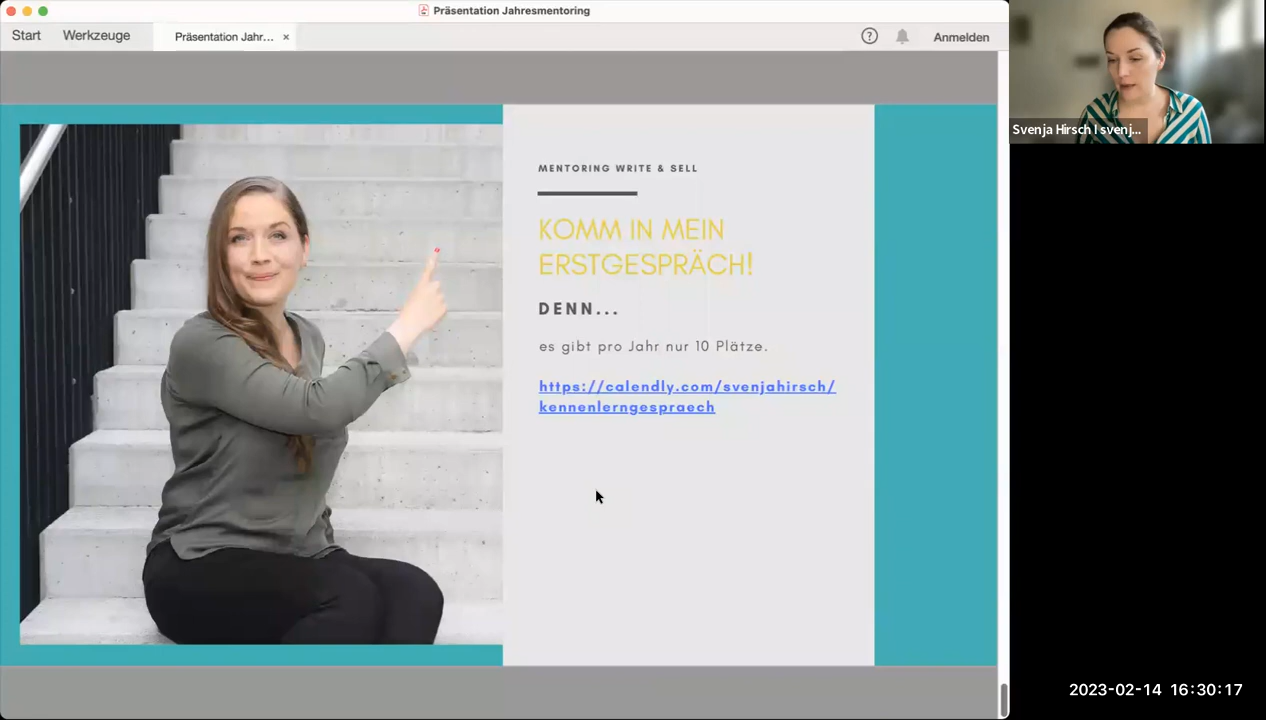 Präsentation Jahresmentoring
Start
Werkzeuge
Präsentation Jahr... ×
Anmelden
Svenja Hirsch I svenj...
MENTORING WRITE & SELL
KOMM IN MEIN
ERSTGESPRÄCH!
DENN...
es gibt pro Jahr nur 10 Plätze.
https://calendly.com/svenjahirsch/
kennenlerngespraech
2023-02-14 16:30:17